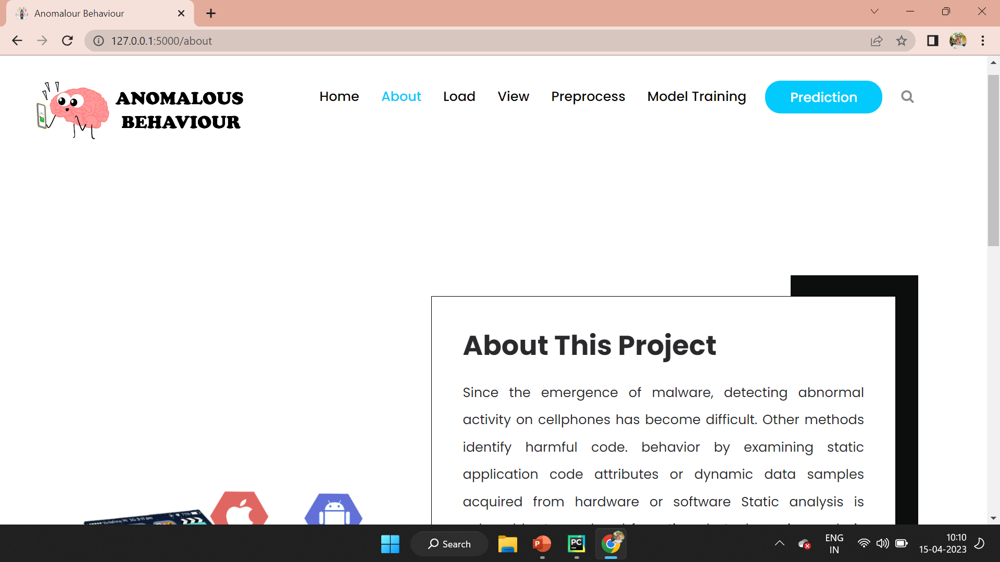 Anomalour Behaviour
127.0.0.1:5000/about
ANOMALOUS
BEHAVIOUR
Home About Load View Preprocess Model Training Prediction
About This Project
Since the emergence of malware, detecting abnormal
activity on cellphones has become difficult. Other methods
identify harmful code. behavior by examining static
application code attributes or dynamic data samples
acquired from hardware or software Static analysis is
Search
ENG
IN
10:10
15-04-2023